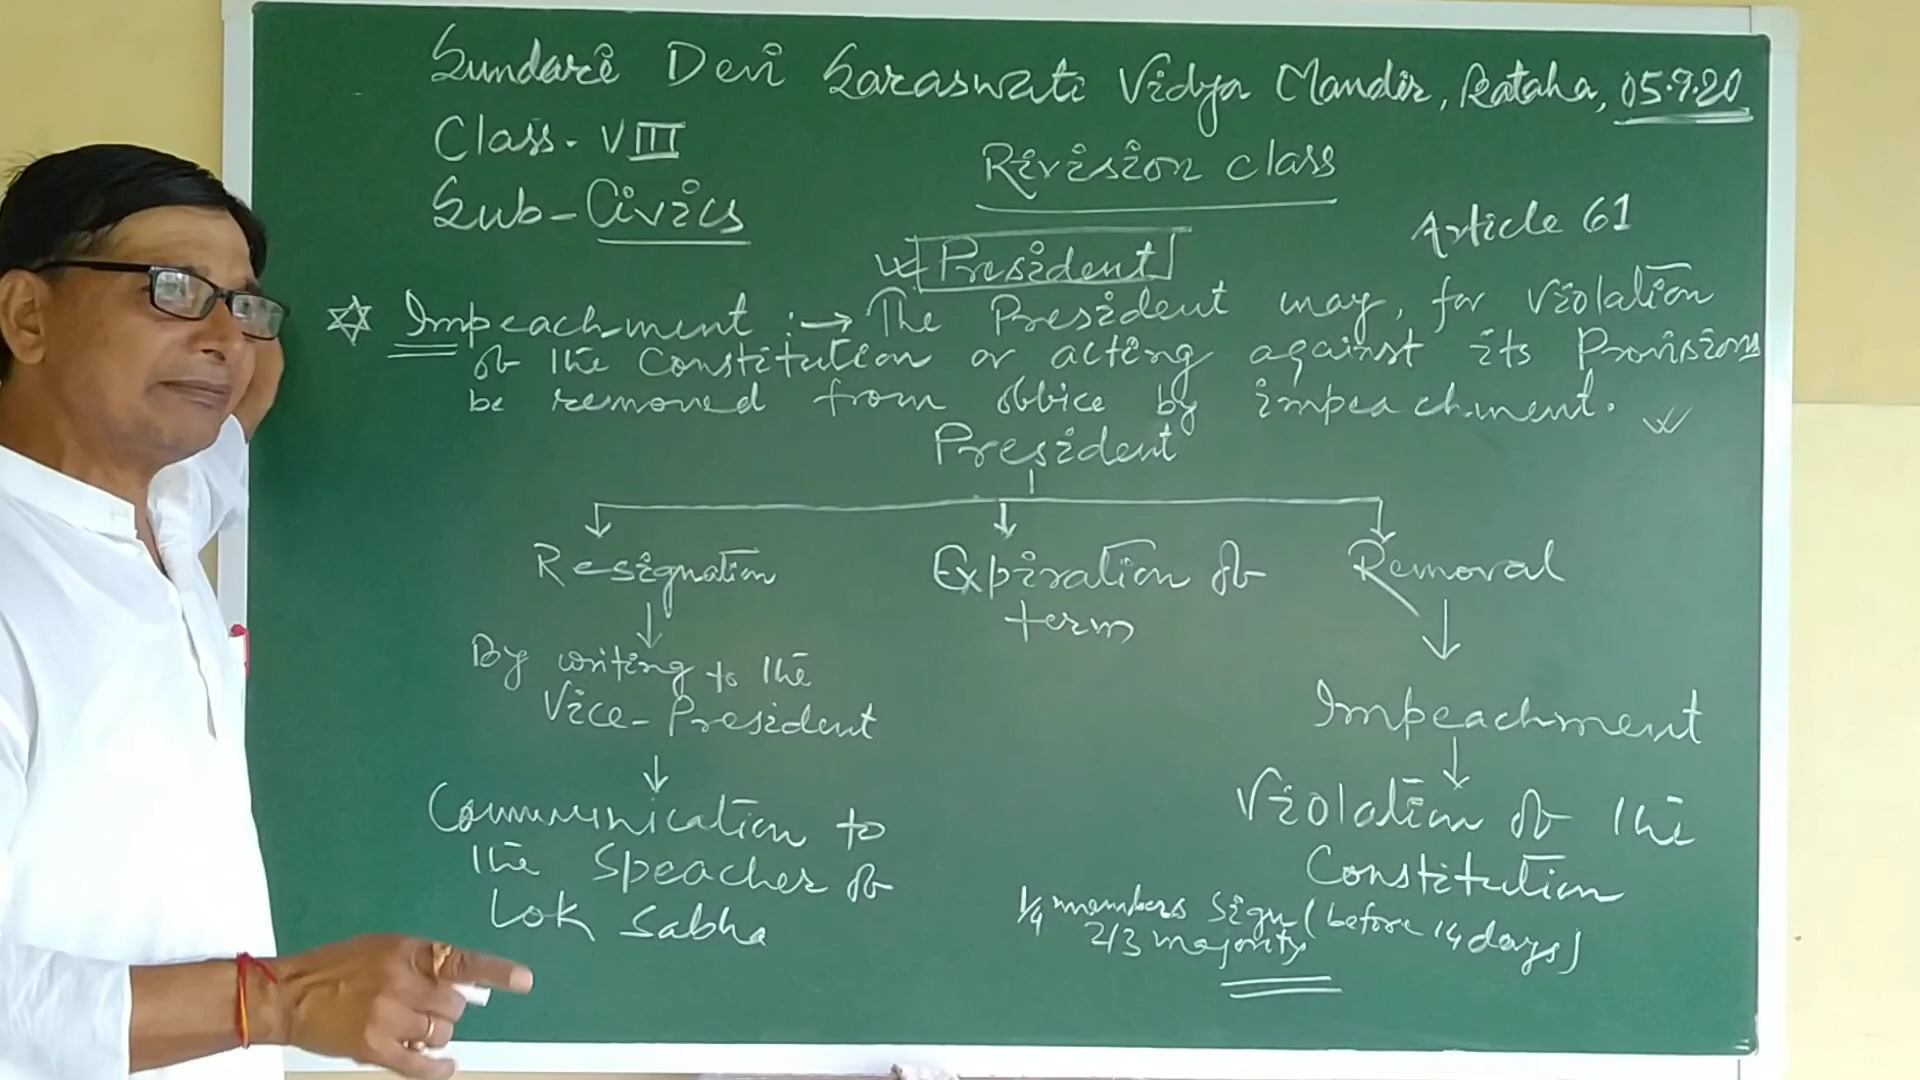 Sundari Devi Saraswati Vidya Mandir, Rataha, 05.9.20
Class- VIII
Sub- Civics
Rivision class
Article 61
President
Impeachment :→ The President may, for violation
of the Constitution or acting against its Provisions
be removed from office by impeachment.
President
Resignation
Expiration of
term
Removal
By writing to the
Vice-President
Impeachment
Communication to
the Speacher of
Lok Sabha
Violation of the
Constitution
1/4 members sign (before 14 days)
2/3 majority